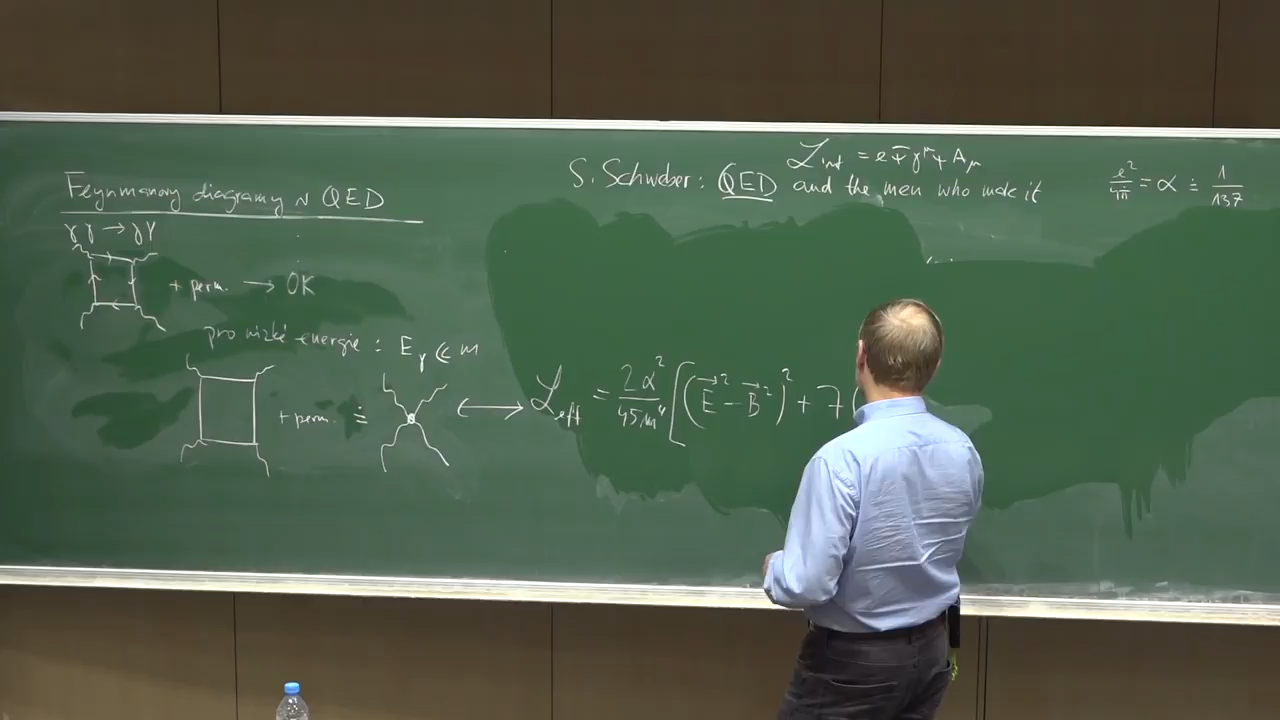 Feynmanovy diagramy v QED
γγ → γγ
+ perm. → OK
pro nízké energie : E_γ ≪ m
+ perm. ≐
↔ ℒ_eff = 2α²/45m⁴ [(E⃗² − B⃗²)² + 7(
ℒ_int = e ψ̄ γ^μ ψ A_μ
S. Schweber: QED and the men who made it
e²/4π = α ≐ 1/137